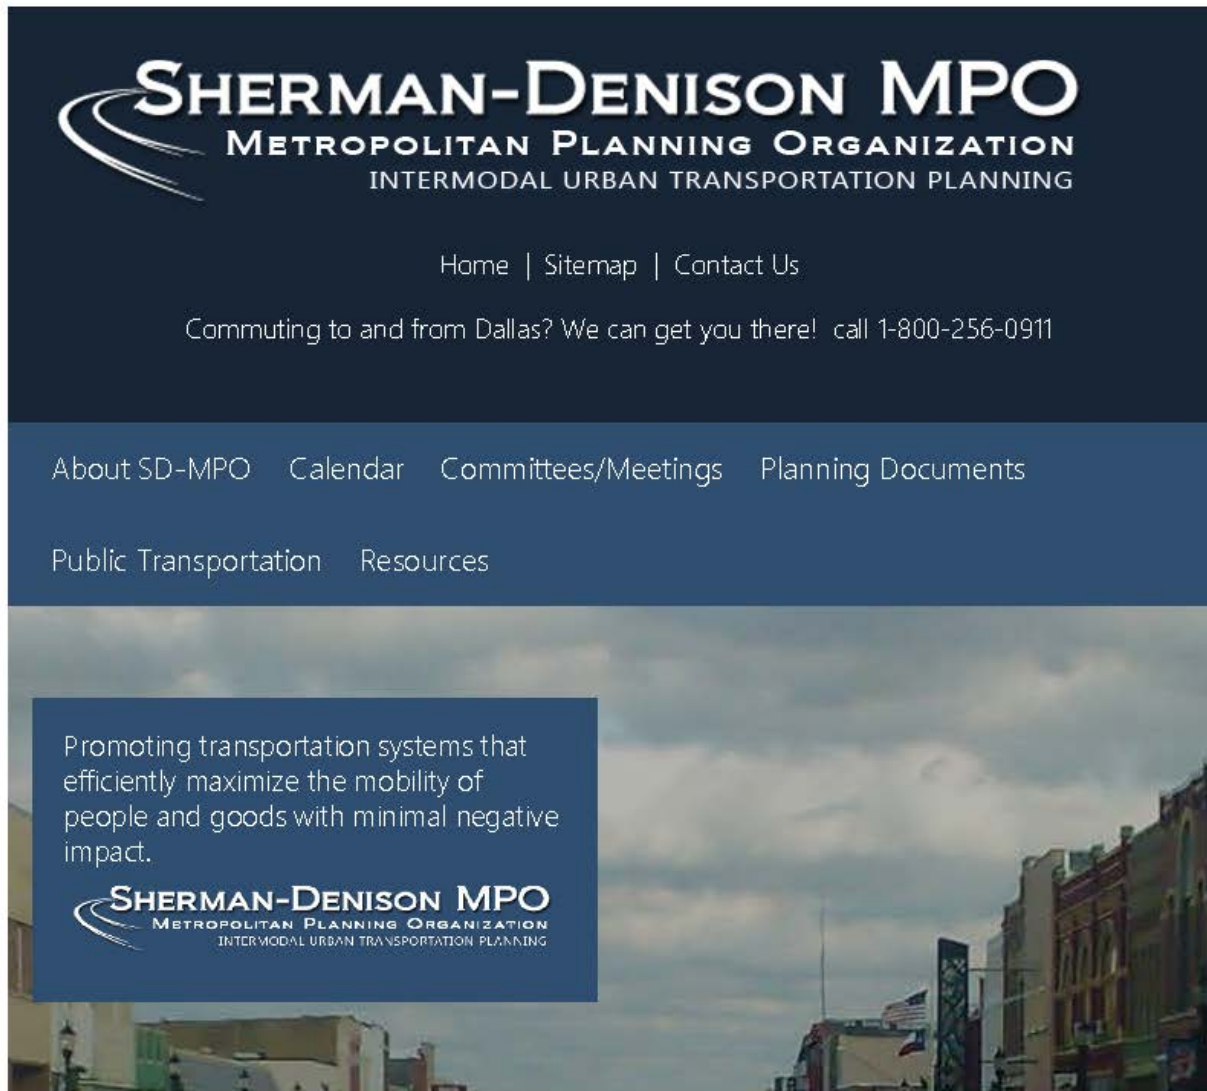 SHERMAN-DENISON MPO
METROPOLITAN PLANNING ORGANIZATION
INTERMODAL URBAN TRANSPORTATION PLANNING
Home | Sitemap | Contact Us
Commuting to and from Dallas? We can get you there! call 1-800-256-0911
About SD-MPO Calendar Committees/Meetings Planning Documents
Public Transportation Resources
Promoting transportation systems that
efficiently maximize the mobility of
people and goods with minimal negative
impact.
SHERMAN-DENISON MPO
METROPOLITAN PLANNING ORGANIZATION
INTERMODAL URBAN TRANSPORTATION PLANNING